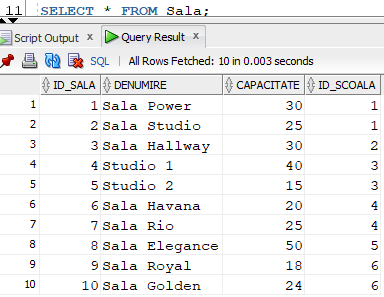 11 SELECT * FROM Sala;
Script Output x Query Result x
SQL | All Rows Fetched: 10 in 0.003 seconds
ID_SALA DENUMIRE CAPACITATE ID_SCOALA
1 1 Sala Power 30 1
2 2 Sala Studio 25 1
3 3 Sala Hallway 30 2
4 4 Studio 1 40 3
5 5 Studio 2 15 3
6 6 Sala Havana 20 4
7 7 Sala Rio 25 4
8 8 Sala Elegance 50 5
9 9 Sala Royal 18 6
10 10 Sala Golden 24 6